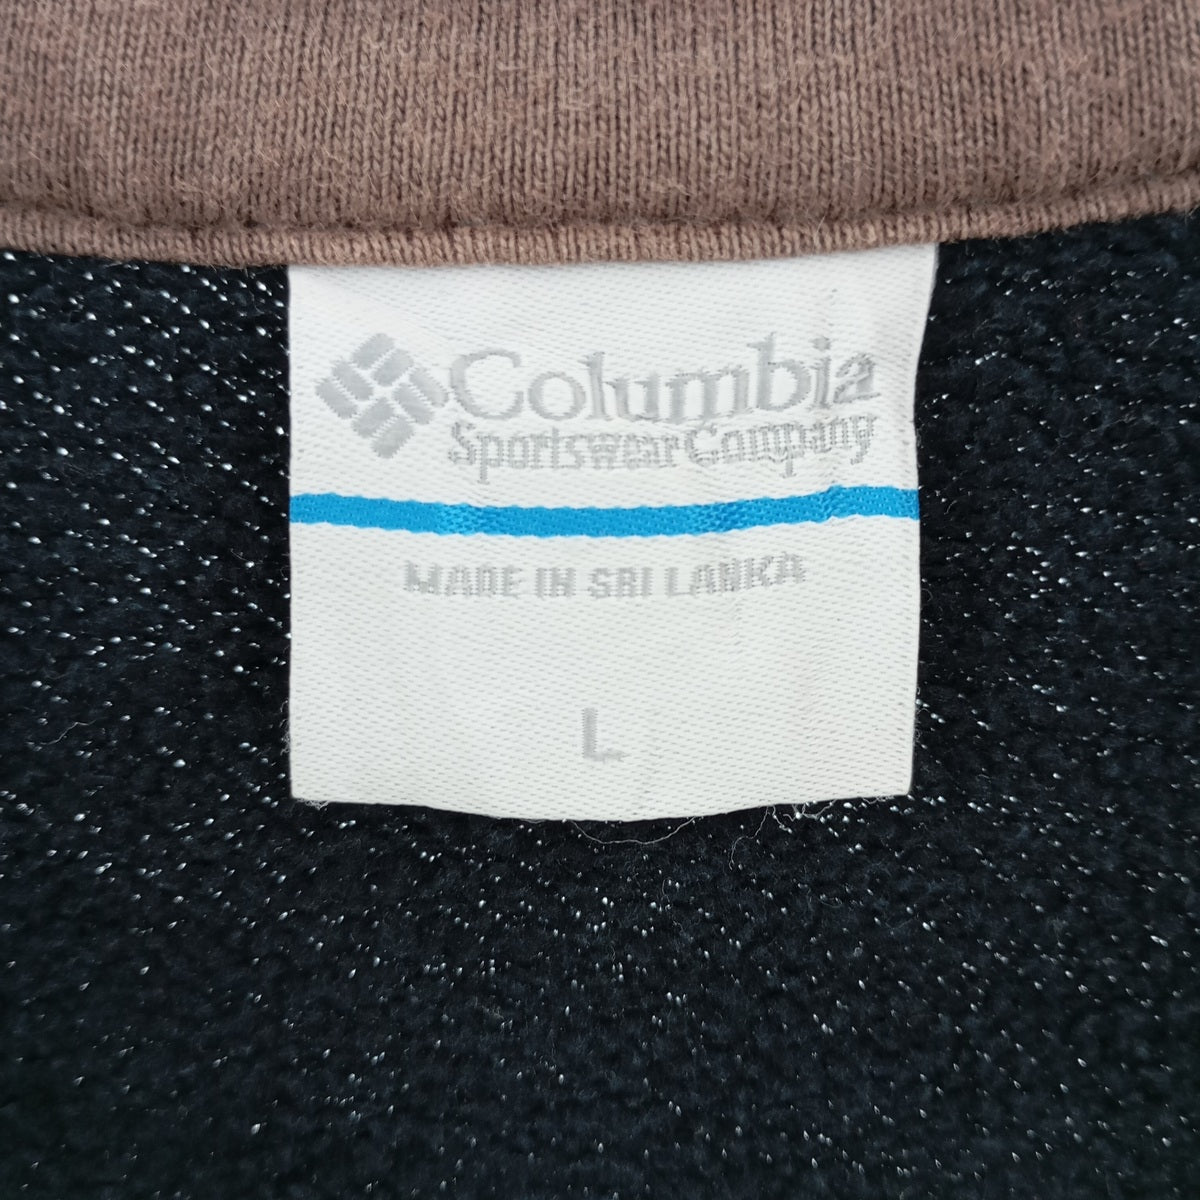 Columbia
Sportswear Company
MADE IN SRI LANKA
L